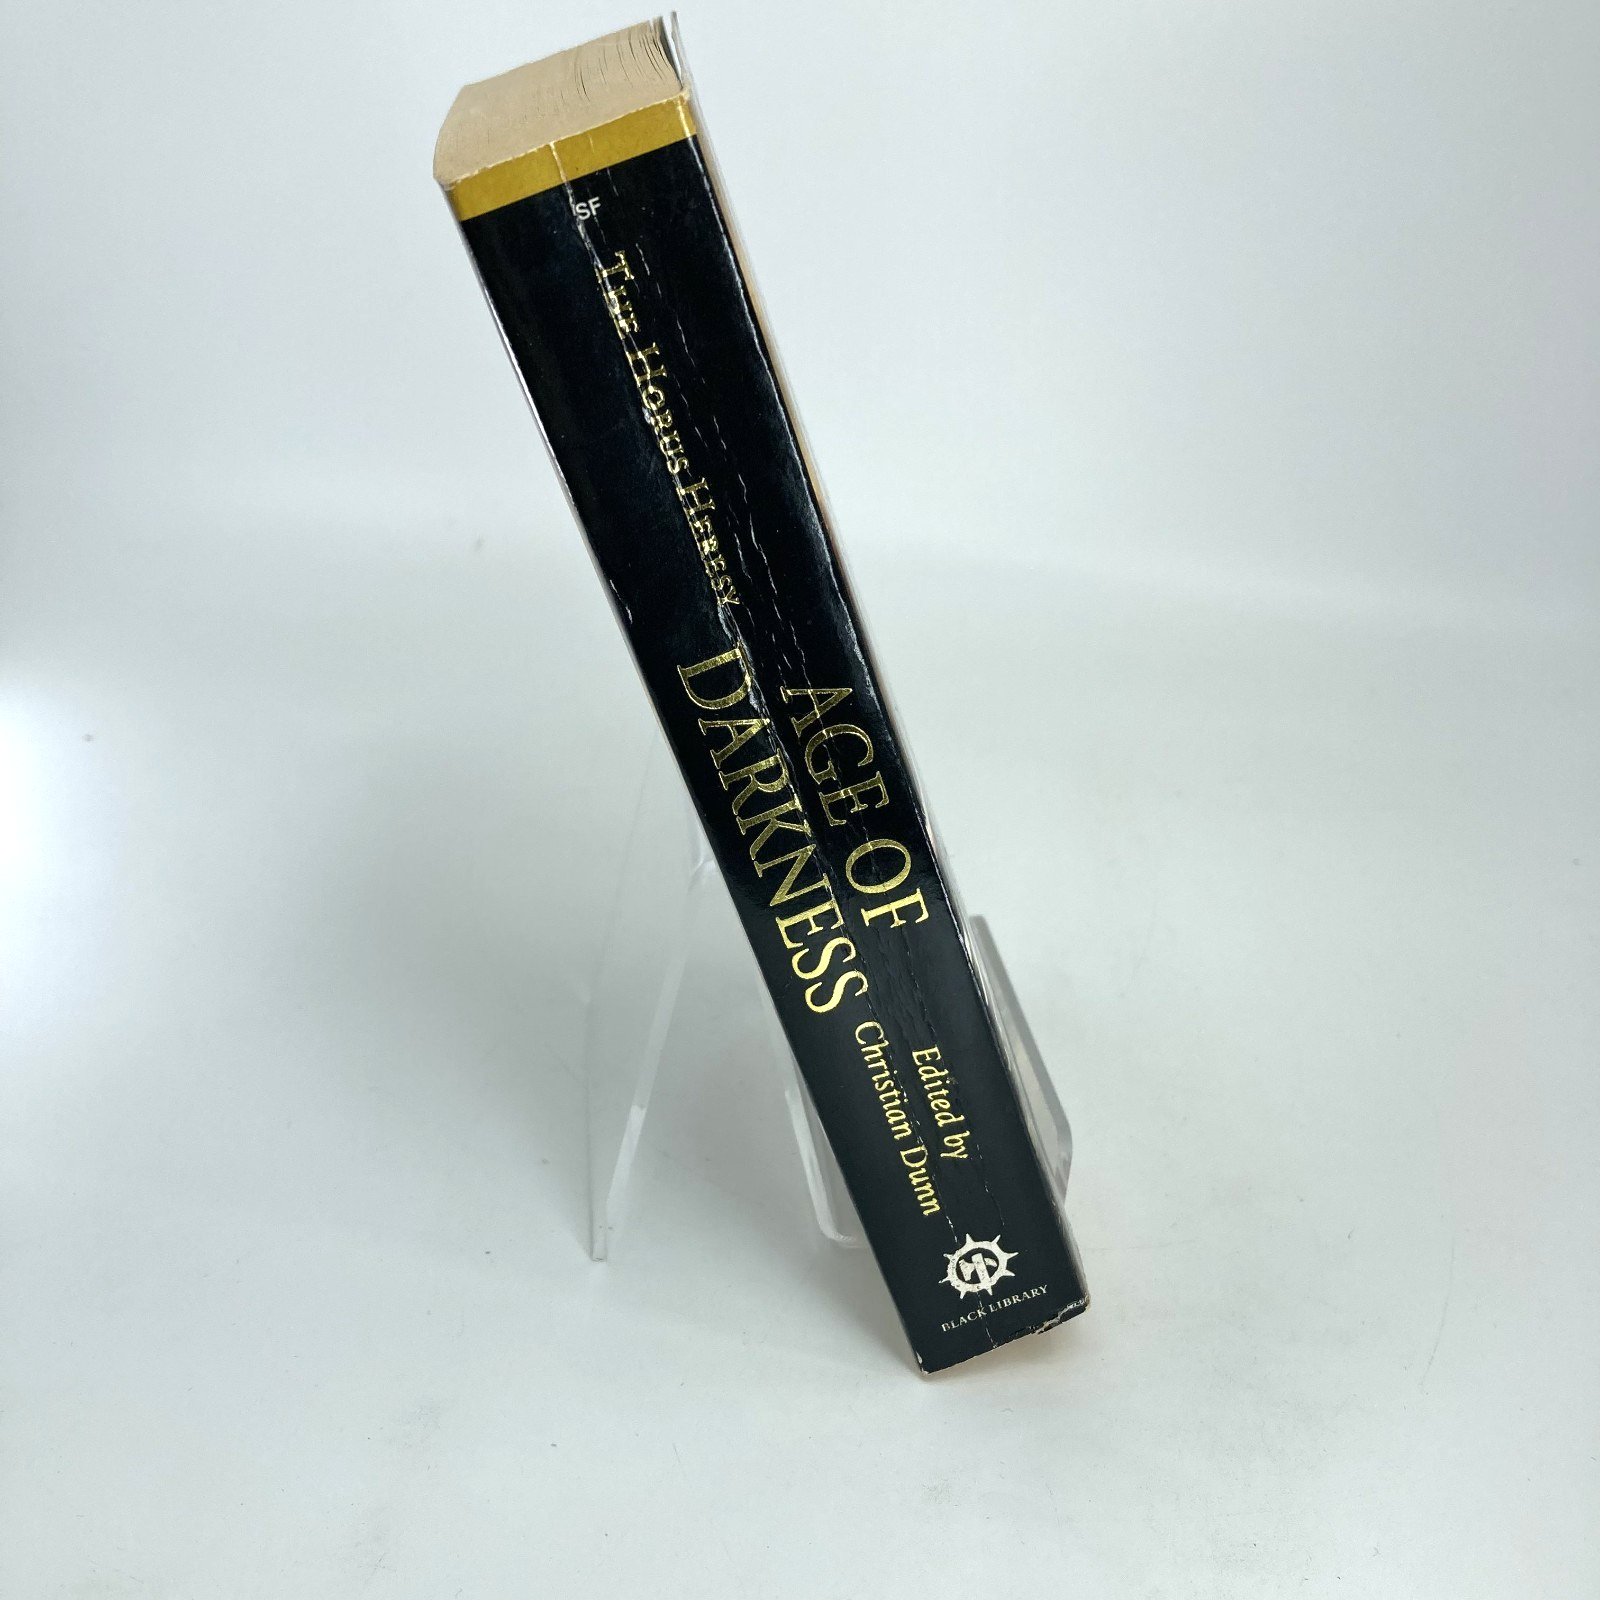 SF
THE HORUS HERESY
AGE OF
DARKNESS
Edited by
Christian Dunn
BLACK LIBRARY